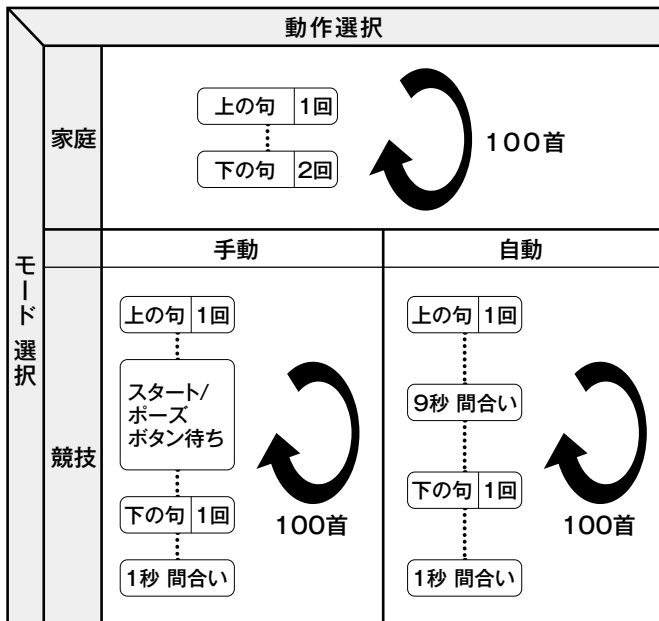 動作選択
モード選択
家庭
上の句 1回
下の句 2回
100首
競技
手動
上の句 1回
スタート/
ポーズ
ボタン待ち
下の句 1回
1秒 間合い
100首
自動
上の句 1回
9秒 間合い
下の句 1回
1秒 間合い
100首